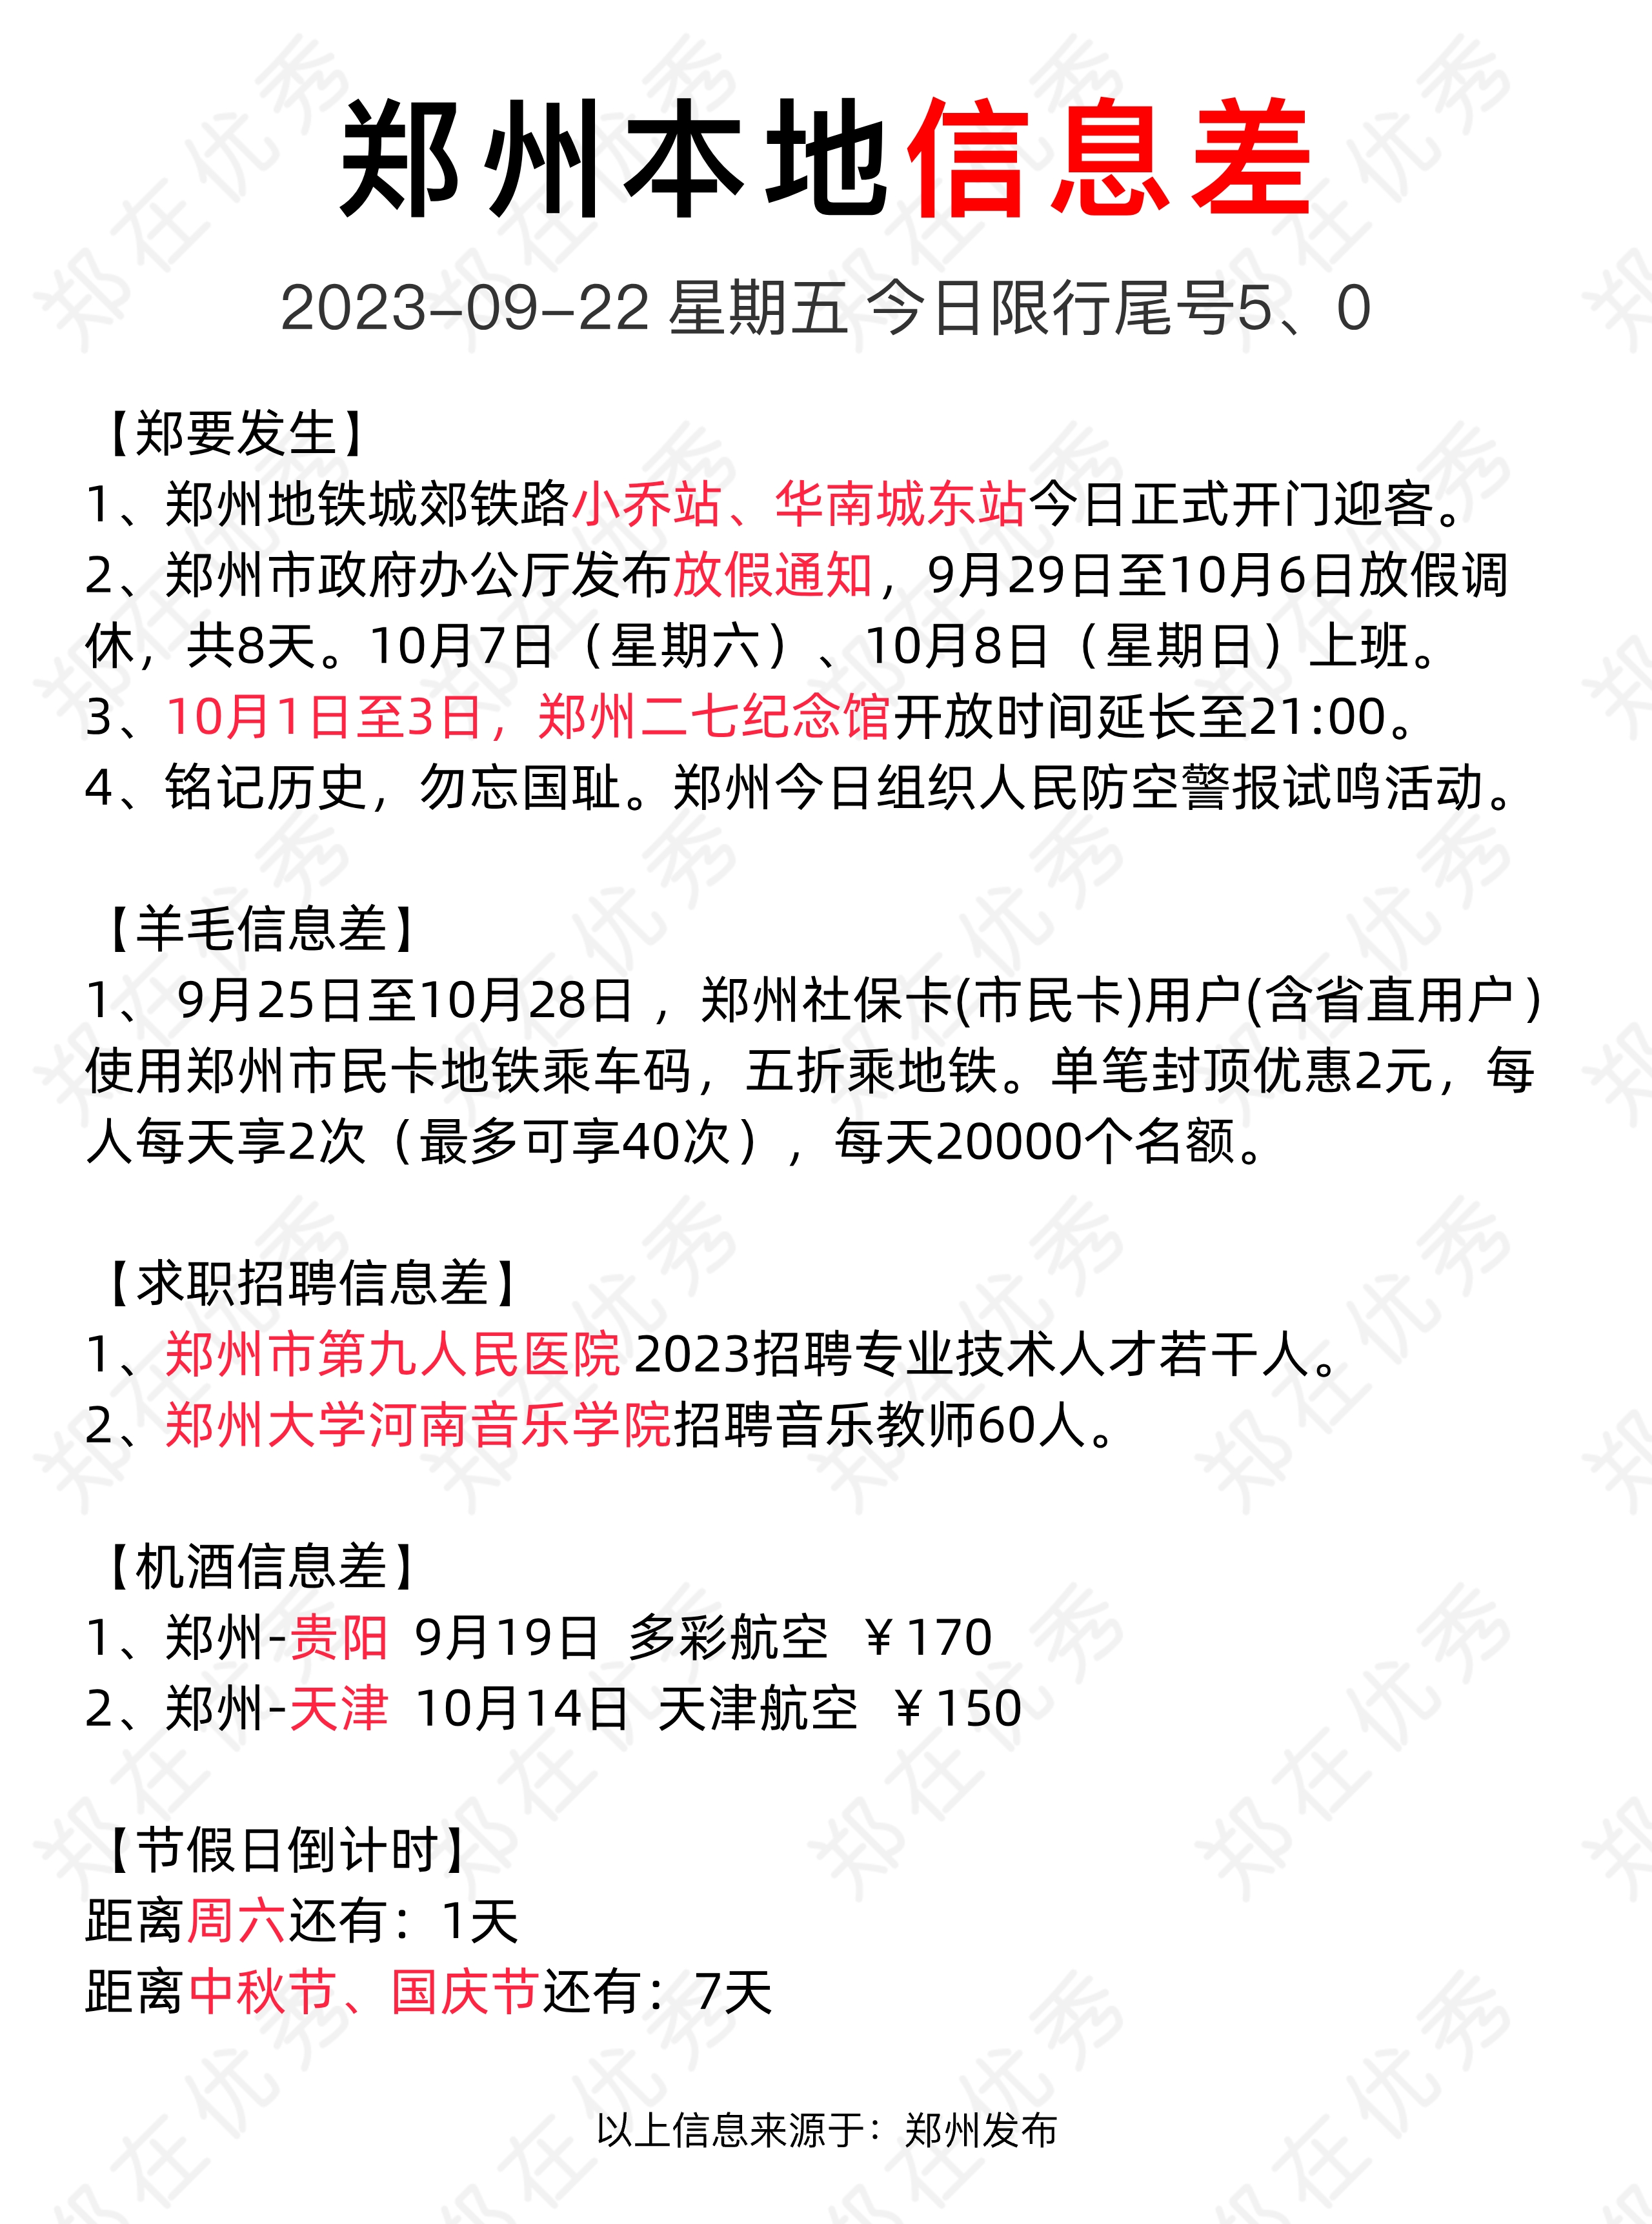 郑州本地信息差
2023-09-22 星期五 今日限行尾号5、0
【郑要发生】
1、郑州地铁城郊铁路小乔站、华南城东站今日正式开门迎客。
2、郑州市政府办公厅发布放假通知，9月29日至10月6日放假调
休，共8天。10月7日（星期六）、10月8日（星期日）上班。
3、10月1日至3日，郑州二七纪念馆开放时间延长至21:00。
4、铭记历史，勿忘国耻。郑州今日组织人民防空警报试鸣活动。
【羊毛信息差】
1、 9月25日至10月28日 ，郑州社保卡(市民卡)用户(含省直用户）
使用郑州市民卡地铁乘车码，五折乘地铁。单笔封顶优惠2元，每
人每天享2次（最多可享40次），每天20000个名额。
【求职招聘信息差】
1、郑州市第九人民医院 2023招聘专业技术人才若干人。
2、郑州大学河南音乐学院招聘音乐教师60人。
【机酒信息差】
1、郑州-贵阳 9月19日 多彩航空 ￥170
2、郑州-天津 10月14日 天津航空 ￥150
【节假日倒计时】
距离周六还有：1天
距离中秋节、国庆节还有：7天
以上信息来源于：郑州发布
郑在优秀